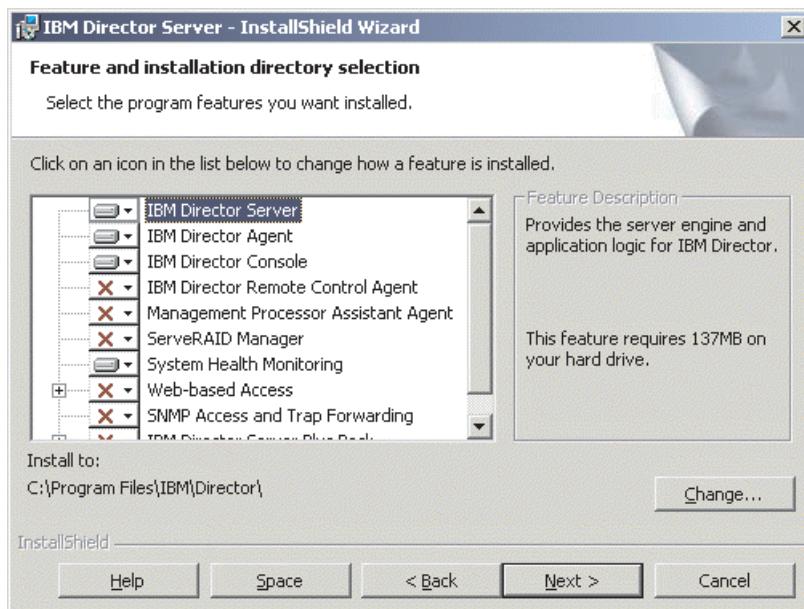 IBM Director Server - InstallShield Wizard
Feature and installation directory selection
Select the program features you want installed.
Click on an icon in the list below to change how a feature is installed.
IBM Director Server
IBM Director Agent
IBM Director Console
IBM Director Remote Control Agent
Management Processor Assistant Agent
ServeRAID Manager
System Health Monitoring
Web-based Access
SNMP Access and Trap Forwarding
IBM Director Server Plus Pack
Feature Description
Provides the server engine and
application logic for IBM Director.
This feature requires 137MB on
your hard drive.
Install to:
C:\Program Files\IBM\Director\
Change...
InstallShield
Help
Space
< Back
Next >
Cancel